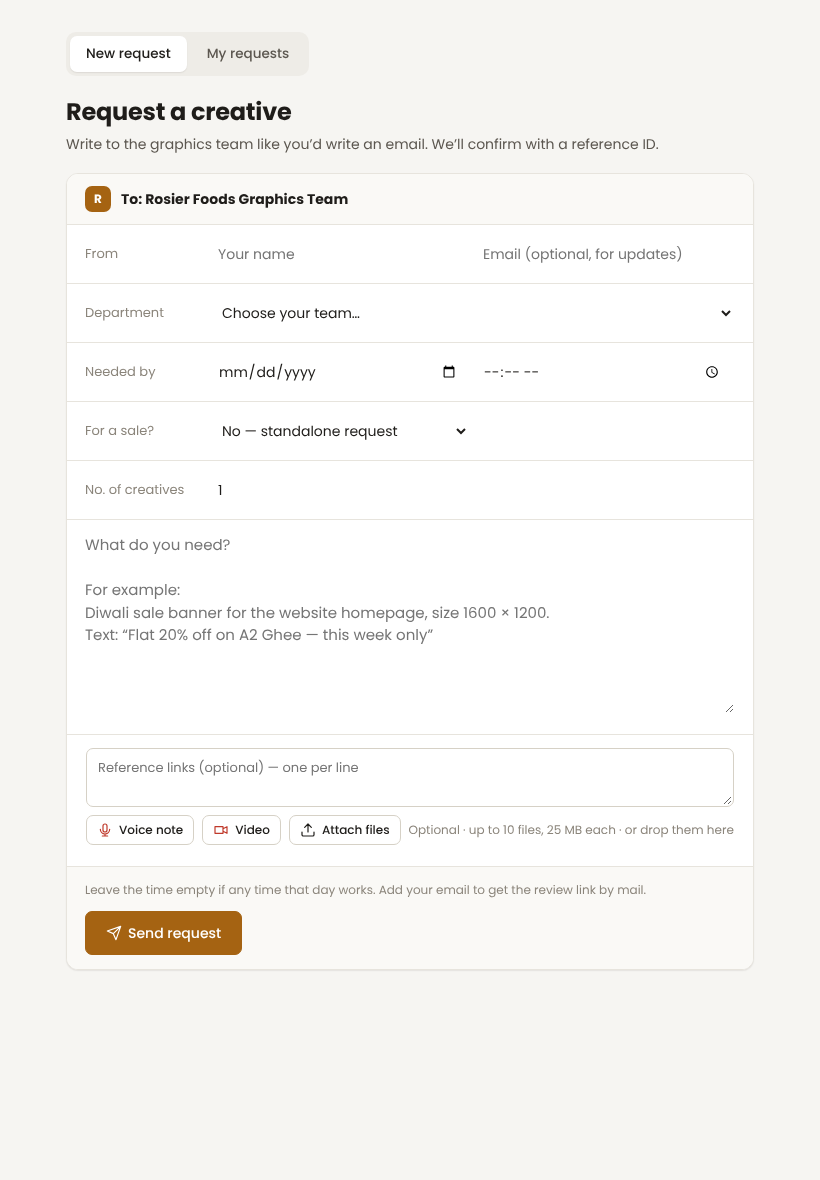 New request My requests
Request a creative
Write to the graphics team like you’d write an email. We’ll confirm with a reference ID.
R To: Rosier Foods Graphics Team
From Your name Email (optional, for updates)
Department Choose your team…
Needed by mm/dd/yyyy --:-- --
For a sale? No — standalone request
No. of creatives 1
What do you need?
For example:
Diwali sale banner for the website homepage, size 1600 × 1200.
Text: “Flat 20% off on A2 Ghee — this week only”
Reference links (optional) — one per line
Voice note Video Attach files Optional · up to 10 files, 25 MB each · or drop them here
Leave the time empty if any time that day works. Add your email to get the review link by mail.
Send request